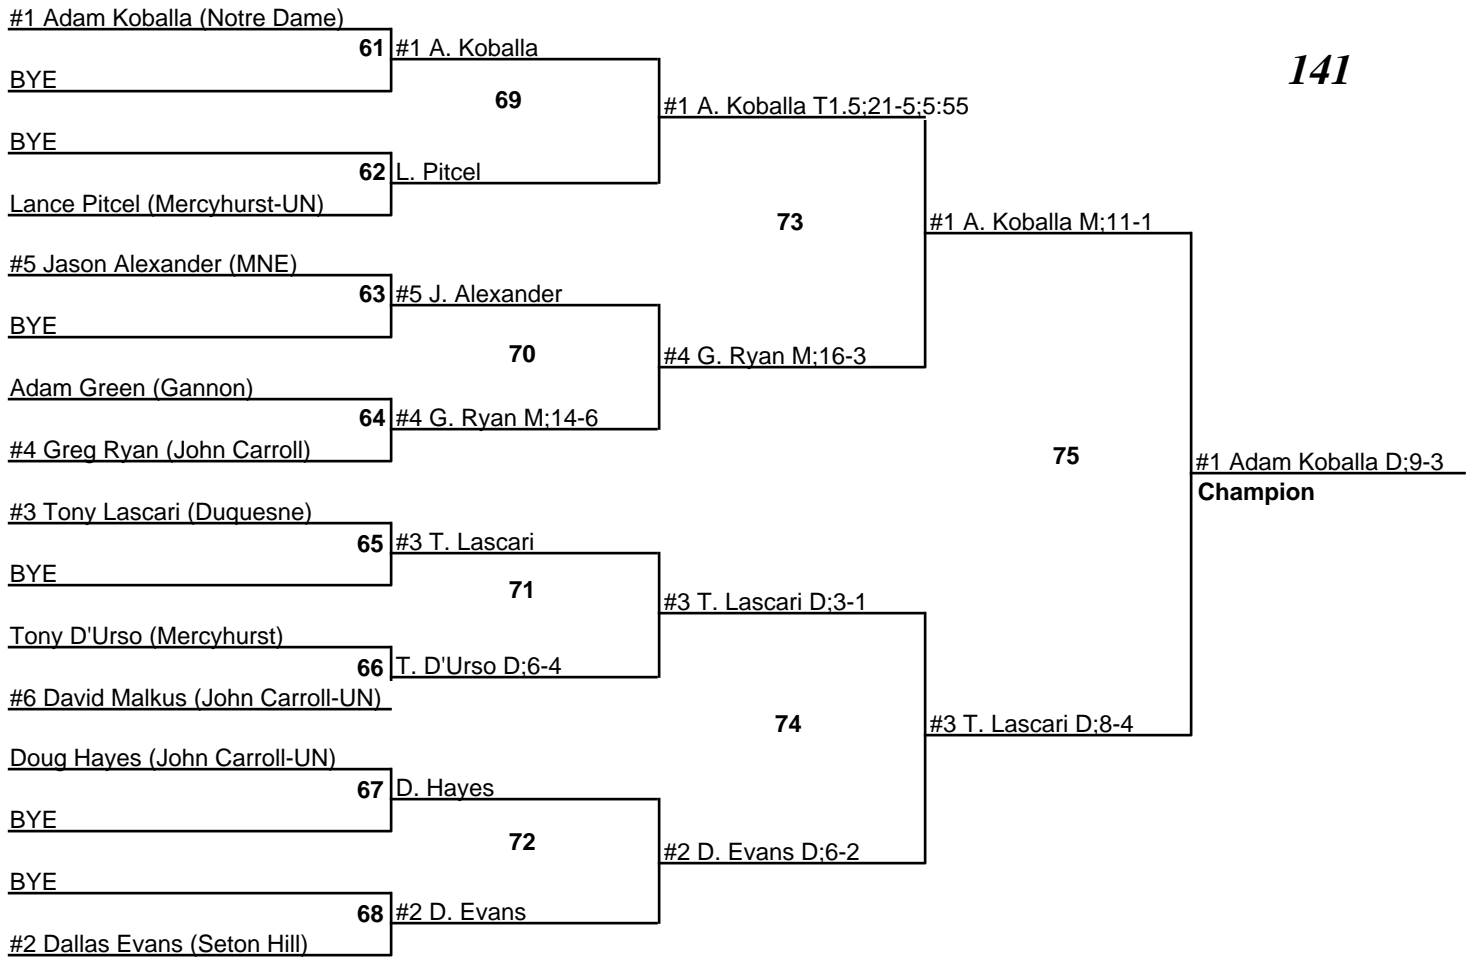 #1 Adam Koballa (Notre Dame)
61 #1 A. Koballa
141
BYE
69
#1 A. Koballa T1.5;21-5;5:55
BYE
62 L. Pitcel
Lance Pitcel (Mercyhurst-UN)
73
#1 A. Koballa M;11-1
#5 Jason Alexander (MNE)
63 #5 J. Alexander
BYE
70
#4 G. Ryan M;16-3
Adam Green (Gannon)
64 #4 G. Ryan M;14-6
#4 Greg Ryan (John Carroll)
75
#1 Adam Koballa D;9-3
Champion
#3 Tony Lascari (Duquesne)
65 #3 T. Lascari
BYE
71
#3 T. Lascari D;3-1
Tony D'Urso (Mercyhurst)
66 T. D'Urso D;6-4
#6 David Malkus (John Carroll-UN)
74
#3 T. Lascari D;8-4
Doug Hayes (John Carroll-UN)
67 D. Hayes
BYE
72
#2 D. Evans D;6-2
BYE
68 #2 D. Evans
#2 Dallas Evans (Seton Hill)